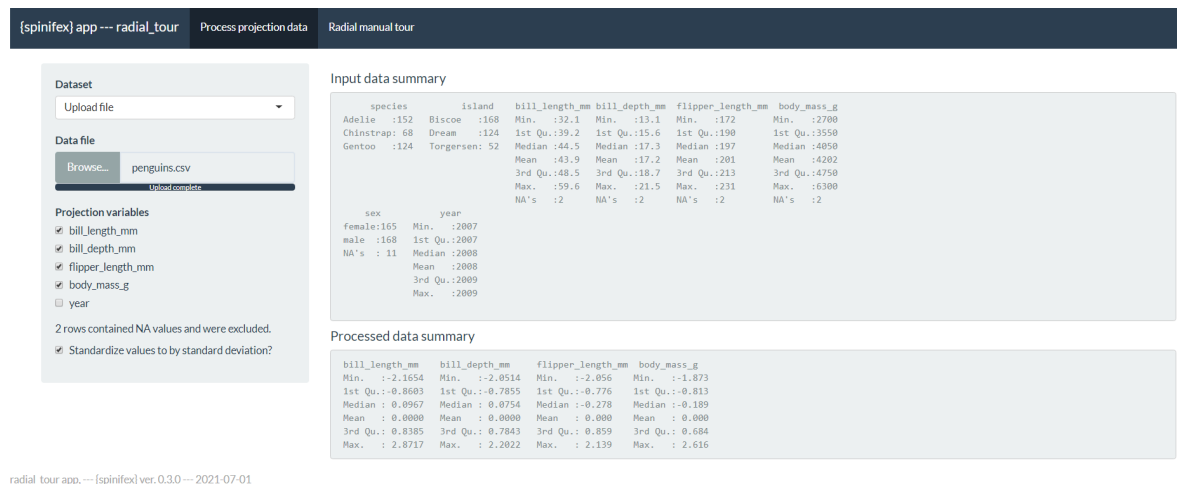 {spinifex} app --- radial_tour Process projection data Radial manual tour
Dataset
Upload file
Data file
Browse... penguins.csv
Upload complete
Projection variables
bill_length_mm
bill_depth_mm
flipper_length_mm
body_mass_g
year
2 rows contained NA values and were excluded.
Standardize values to by standard deviation?
Input data summary
species island bill_length_mm bill_depth_mm flipper_length_mm body_mass_g
Adelie :152 Biscoe :168 Min. :32.1 Min. :13.1 Min. :172 Min. :2700
Chinstrap: 68 Dream :124 1st Qu.:39.2 1st Qu.:15.6 1st Qu.:190 1st Qu.:3550
Gentoo :124 Torgersen: 52 Median :44.5 Median :17.3 Median :197 Median :4050
Mean :43.9 Mean :17.2 Mean :201 Mean :4202
3rd Qu.:48.5 3rd Qu.:18.7 3rd Qu.:213 3rd Qu.:4750
Max. :59.6 Max. :21.5 Max. :231 Max. :6300
NA's :2 NA's :2 NA's :2 NA's :2
sex year
female:165 Min. :2007
male :168 1st Qu.:2007
NA's : 11 Median :2008
Mean :2008
3rd Qu.:2009
Max. :2009
Processed data summary
bill_length_mm bill_depth_mm flipper_length_mm body_mass_g
Min. :-2.1654 Min. :-2.0514 Min. :-2.056 Min. :-1.873
1st Qu.:-0.8603 1st Qu.:-0.7855 1st Qu.:-0.776 1st Qu.:-0.813
Median : 0.0967 Median : 0.0754 Median :-0.278 Median :-0.189
Mean : 0.0000 Mean : 0.0000 Mean : 0.000 Mean : 0.000
3rd Qu.: 0.8385 3rd Qu.: 0.7843 3rd Qu.: 0.859 3rd Qu.: 0.684
Max. : 2.8717 Max. : 2.2022 Max. : 2.139 Max. : 2.616
radial_tour app, --- {spinifex} ver. 0.3.0 --- 2021-07-01